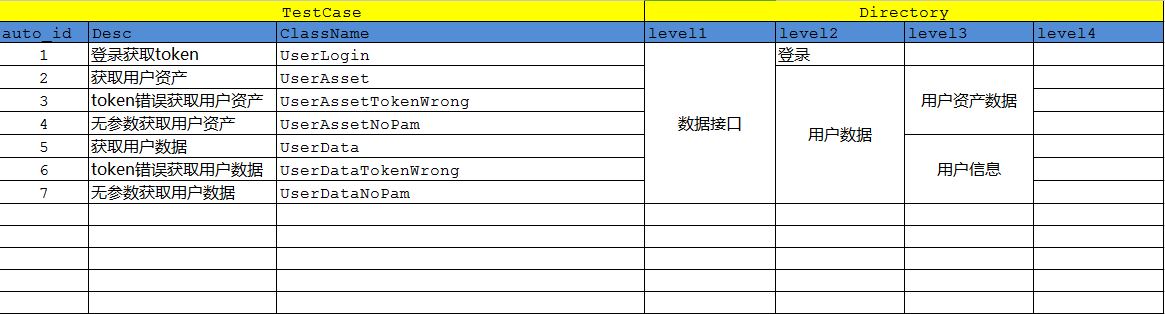 TestCase Directory
auto_id Desc ClassName level1 level2 level3 level4
1 登录获取token UserLogin 登录
2 获取用户资产 UserAsset
3 token错误获取用户资产 UserAssetTokenWrong 用户资产数据
4 无参数获取用户资产 UserAssetNoPam 数据接口 用户数据
5 获取用户数据 UserData
6 token错误获取用户数据 UserDataTokenWrong 用户信息
7 无参数获取用户数据 UserDataNoPam